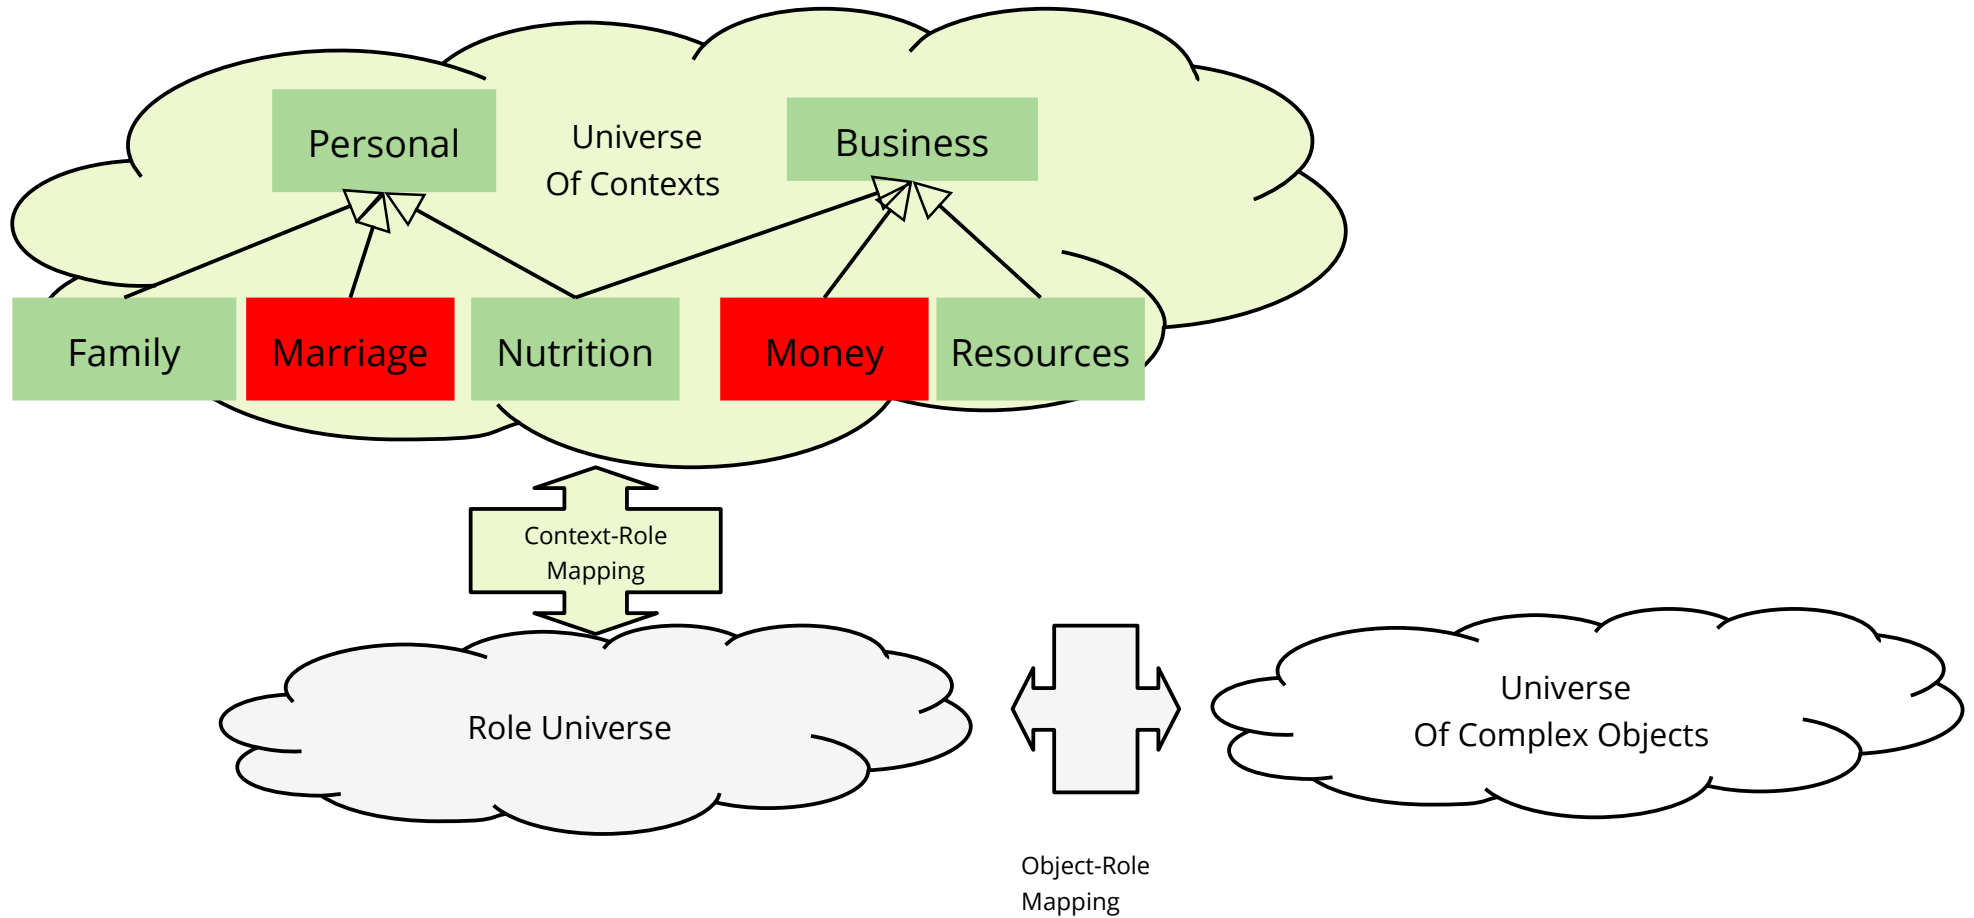 Personal
Universe
Of Contexts
Business
Family
Marriage
Nutrition
Money
Resources
Context-Role
Mapping
Role Universe
Universe
Of Complex Objects
Object-Role
Mapping